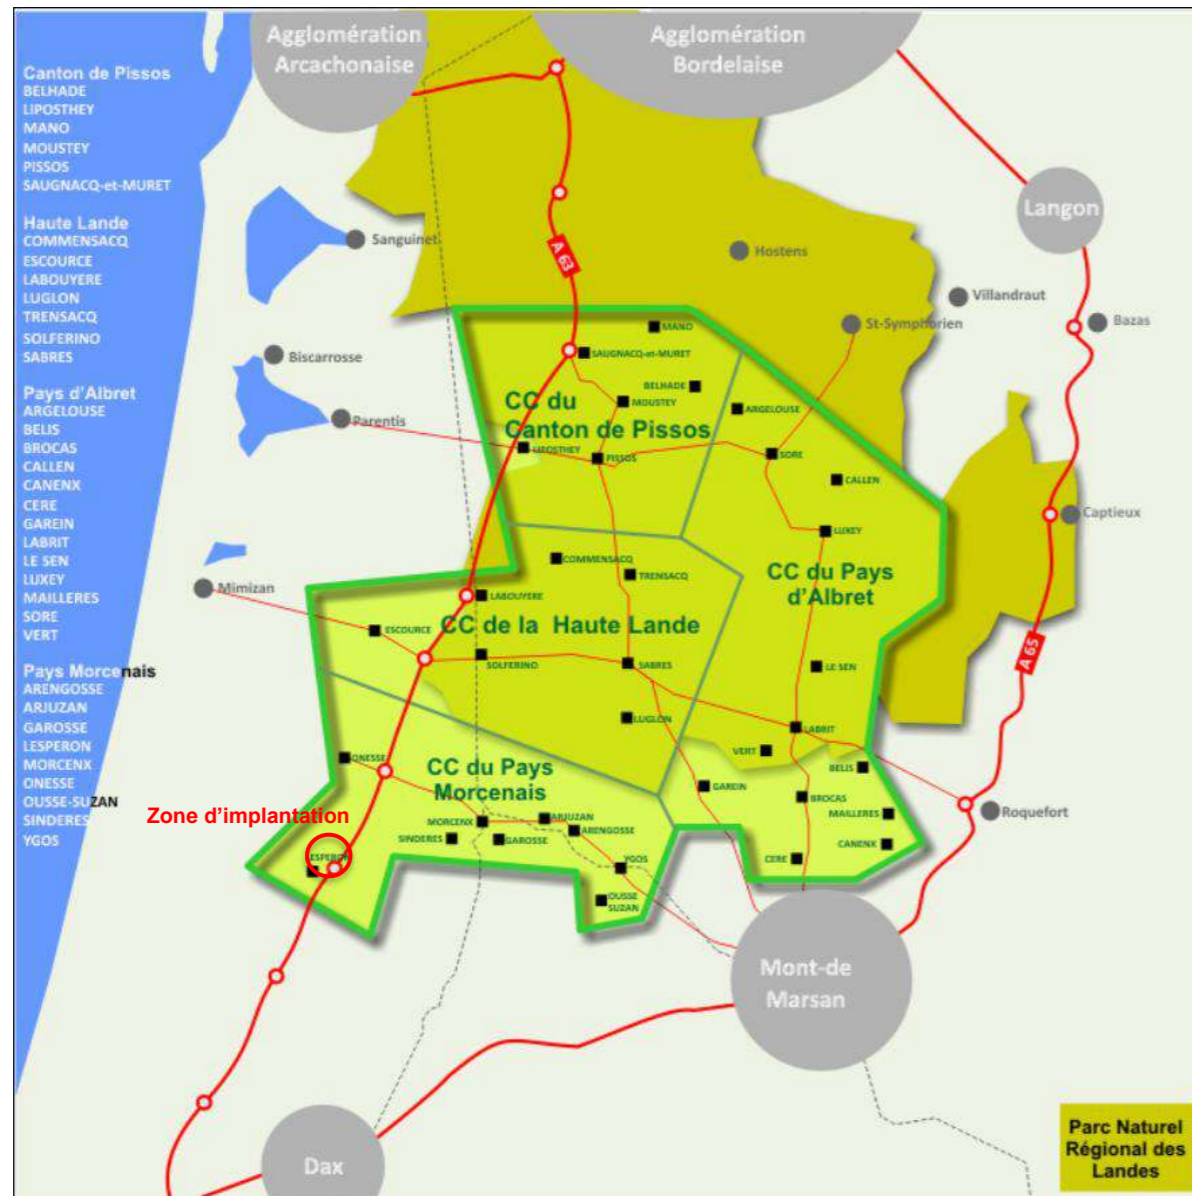 Agglomération
Arcachonaise
Agglomération
Bordelaise
Canton de Pissos
BELHADE
LIPOSTHEY
MANO
MOUSTEY
PISSOS
SAUGNACQ-et-MURET
Haute Lande
COMMENSACQ
ESCOURCE
LABOUYERE
LUGLON
TRENSACQ
SOLFERINO
SABRES
Pays d'Albret
ARGELOUSE
BELIS
BROCAS
CALLEN
CANENX
CERE
GAREIN
LABRIT
LE SEN
LUXEY
MAILLERES
SORE
VERT
Pays Morcenais
ARENGOSSE
ARJUZAN
GAROSSE
LESPERON
MORCENX
ONESSE
OUSSE-SUZAN
SINDERES
YGOS
Langon
Sanguinet
A 63
Hostens
Villandraut
St-Symphorien
Bazas
MANO
SAUGNACQ-et-MURET
Biscarrosse
BELHADE
MOUSTEY
ARGELOUSE
CC du
Canton de Pissos
Parentis
LIPOSTHEY
PISSOS
SORE
CALLEN
Captieux
LUXEY
COMMENSACQ
TRENSACQ
CC du Pays
d'Albret
Mimizan
LABOUYERE
ESCOURCE
CC de la Haute Lande
SOLFERINO
SABRES
LE SEN
A 65
LUGLON
LABRIT
VERT
ONESSE
CC du Pays
Morcenais
BELIS
GAREIN
BROCAS
Zone d'implantation
MORCENX
ARJUZAN
MAILLERES
Roquefort
SINDERES
GAROSSE
ARENGOSSE
CANENX
CERE
YGOS
OUSSE
SUZAN
Mont-de
Marsan
Parc Naturel
Régional des
Landes
Dax